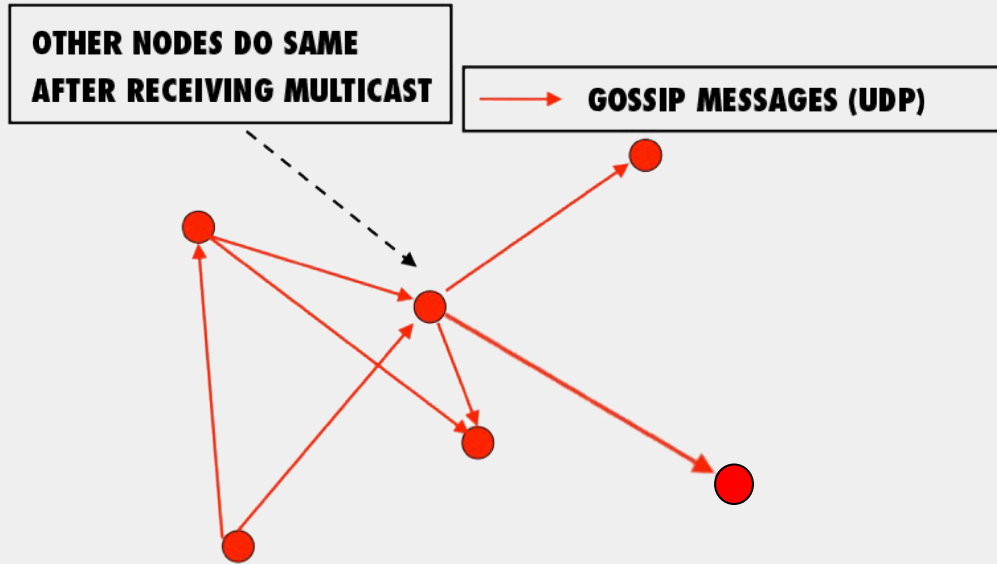 OTHER NODES DO SAME
AFTER RECEIVING MULTICAST
GOSSIP MESSAGES (UDP)